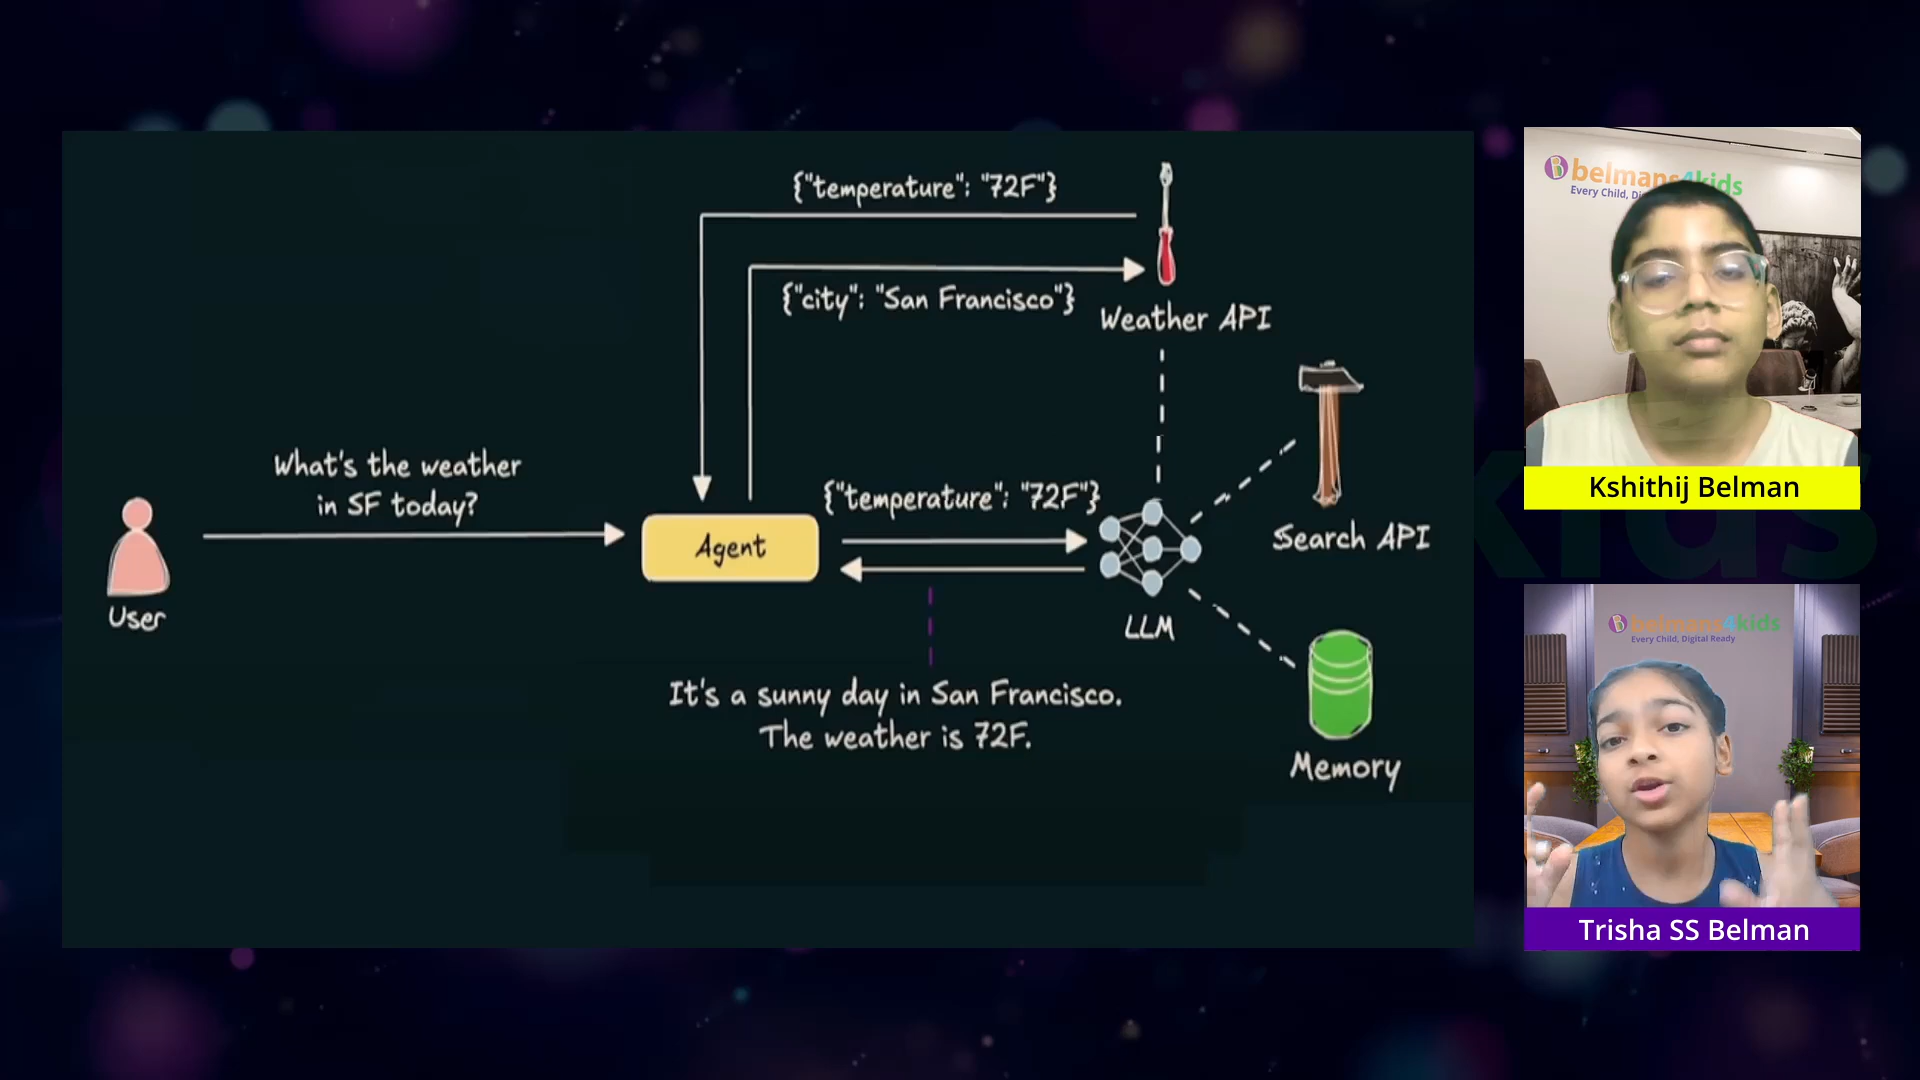 {"temperature": "72F"}
{"city": "San Francisco"}
Weather API
What's the weather
in SF today?
Search API
{"temperature": "72F"}
Agent
User
LLM
It's a sunny day in San Francisco.
The weather is 72F.
Memory
belmans4kids
Every Child, Di
Kshithij Belman
belmans4kids
Every Child, Digital Ready
Trisha SS Belman
kids